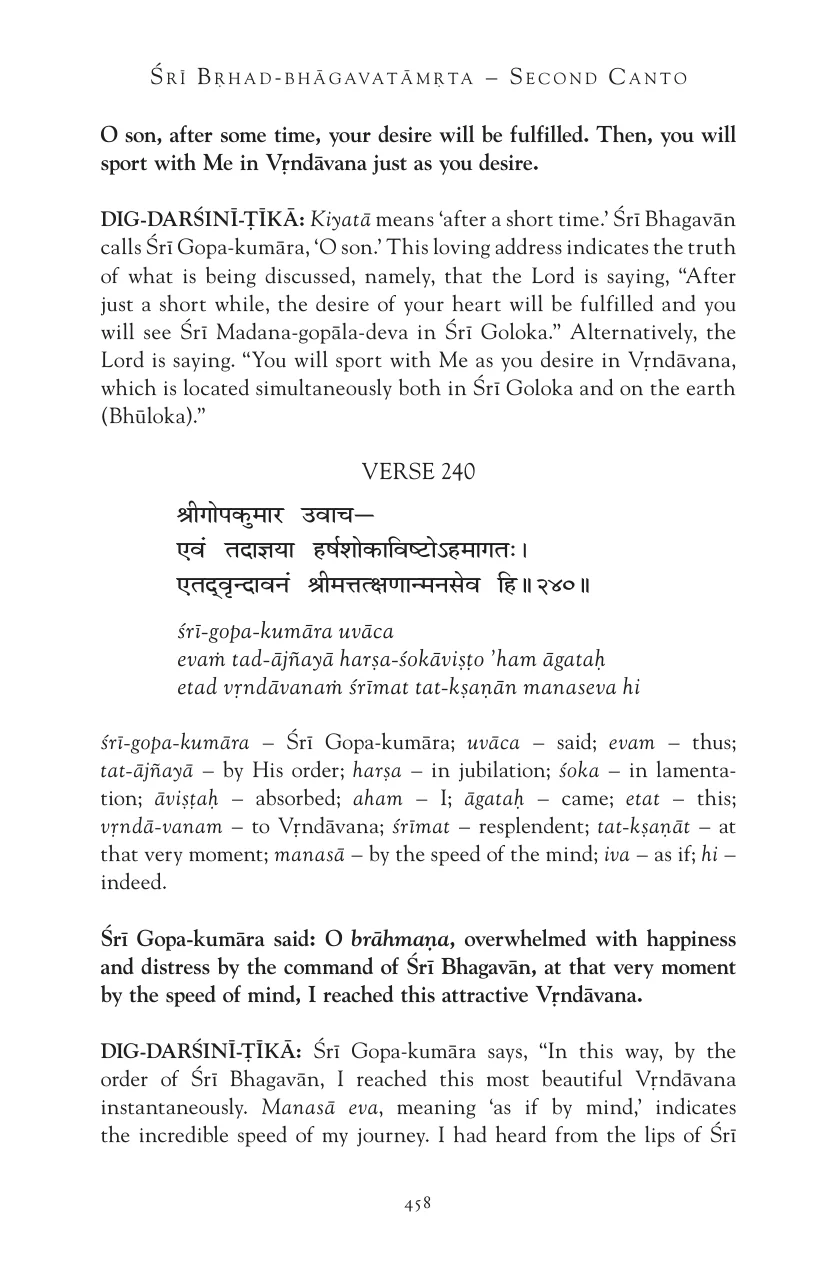 Śrī Bṛhad-bhāgavatāmṛta – Second Canto
O son, after some time, your desire will be fulfilled. Then, you will
sport with Me in Vṛndāvana just as you desire.
DIG-DARŚINĪ-ṬĪKĀ: Kiyatā means ‘after a short time.’ Śrī Bhagavān
calls Śrī Gopa-kumāra, ‘O son.’ This loving address indicates the truth
of what is being discussed, namely, that the Lord is saying, “After
just a short while, the desire of your heart will be fulfilled and you
will see Śrī Madana-gopāla-deva in Śrī Goloka.” Alternatively, the
Lord is saying. “You will sport with Me as you desire in Vṛndāvana,
which is located simultaneously both in Śrī Goloka and on the earth
(Bhūloka).”
VERSE 240
श्रीगोपकुमार उवाच—
एवं तदाज्ञया हर्षशोकाविष्टोऽहमागतः।
एतद्वृन्दावनं श्रीमत्तत्क्षणान्मनसेव हि॥२४०॥
śrī-gopa-kumāra uvāca
evaṁ tad-ājñayā harṣa-śokāviṣṭo ’ham āgataḥ
etad vṛndāvanaṁ śrīmat tat-kṣaṇān manaseva hi
śrī-gopa-kumāra – Śrī Gopa-kumāra; uvāca – said; evam – thus;
tat-ājñayā – by His order; harṣa – in jubilation; śoka – in lamenta-
tion; āviṣṭaḥ – absorbed; aham – I; āgataḥ – came; etat – this;
vṛndā-vanam – to Vṛndāvana; śrīmat – resplendent; tat-kṣaṇāt – at
that very moment; manasā – by the speed of the mind; iva – as if; hi –
indeed.
Śrī Gopa-kumāra said: O brāhmaṇa, overwhelmed with happiness
and distress by the command of Śrī Bhagavān, at that very moment
by the speed of mind, I reached this attractive Vṛndāvana.
DIG-DARŚINĪ-ṬĪKĀ: Śrī Gopa-kumāra says, “In this way, by the
order of Śrī Bhagavān, I reached this most beautiful Vṛndāvana
instantaneously. Manasā eva, meaning ‘as if by mind,’ indicates
the incredible speed of my journey. I had heard from the lips of Śrī
458